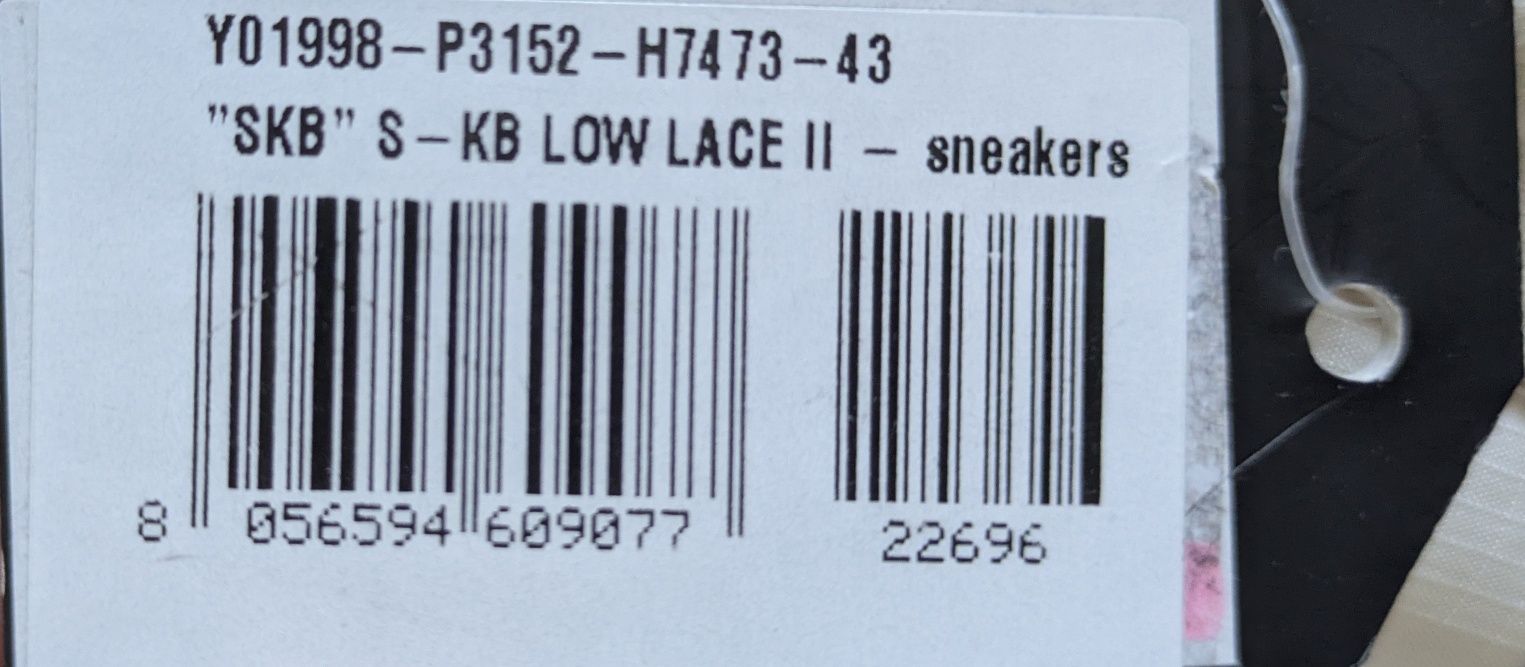 Y01998-P3152-H7473-43
"SKB" S-KB LOW LACE II - sneakers
8 056594 609077 22696